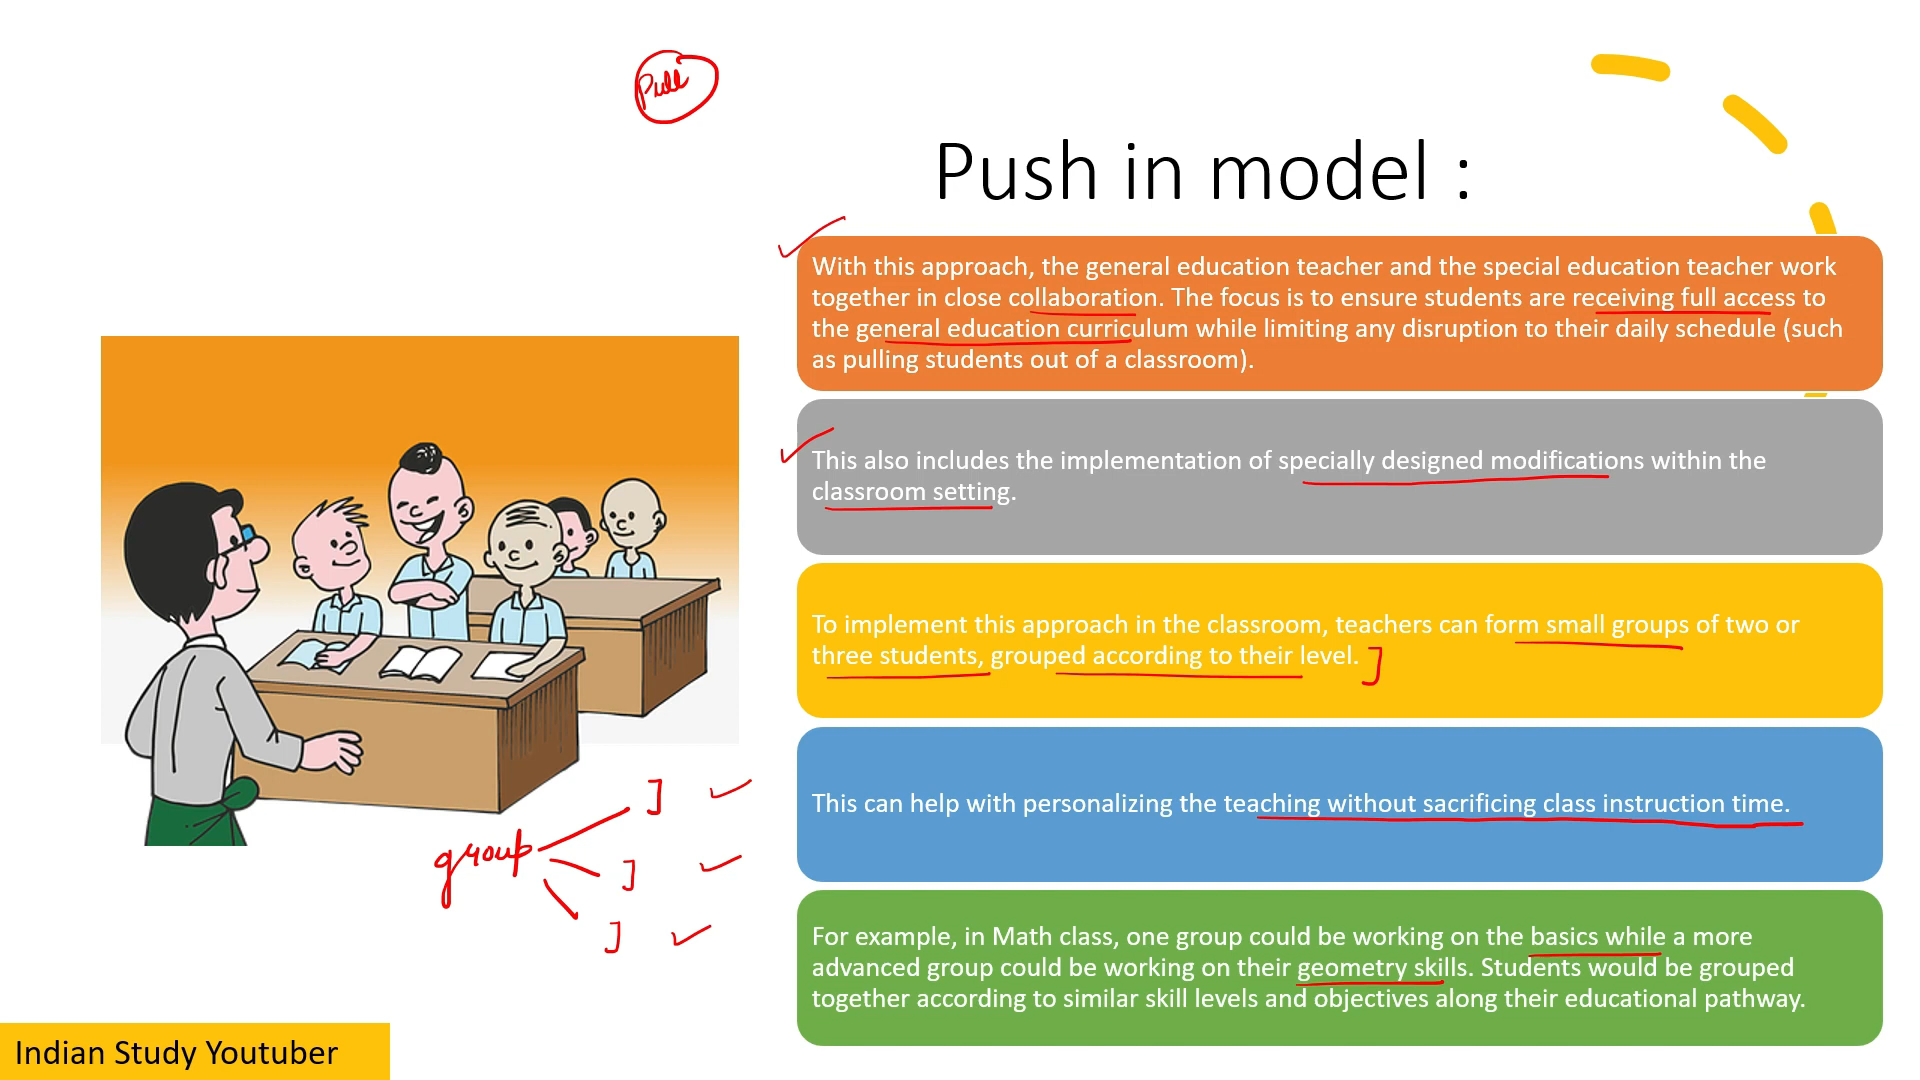 Pull
Push in model :
With this approach, the general education teacher and the special education teacher work
together in close collaboration. The focus is to ensure students are receiving full access to
the general education curriculum while limiting any disruption to their daily schedule (such
as pulling students out of a classroom).
This also includes the implementation of specially designed modifications within the
classroom setting.
To implement this approach in the classroom, teachers can form small groups of two or
three students, grouped according to their level.
This can help with personalizing the teaching without sacrificing class instruction time.
group
For example, in Math class, one group could be working on the basics while a more
advanced group could be working on their geometry skills. Students would be grouped
together according to similar skill levels and objectives along their educational pathway.
Indian Study Youtuber